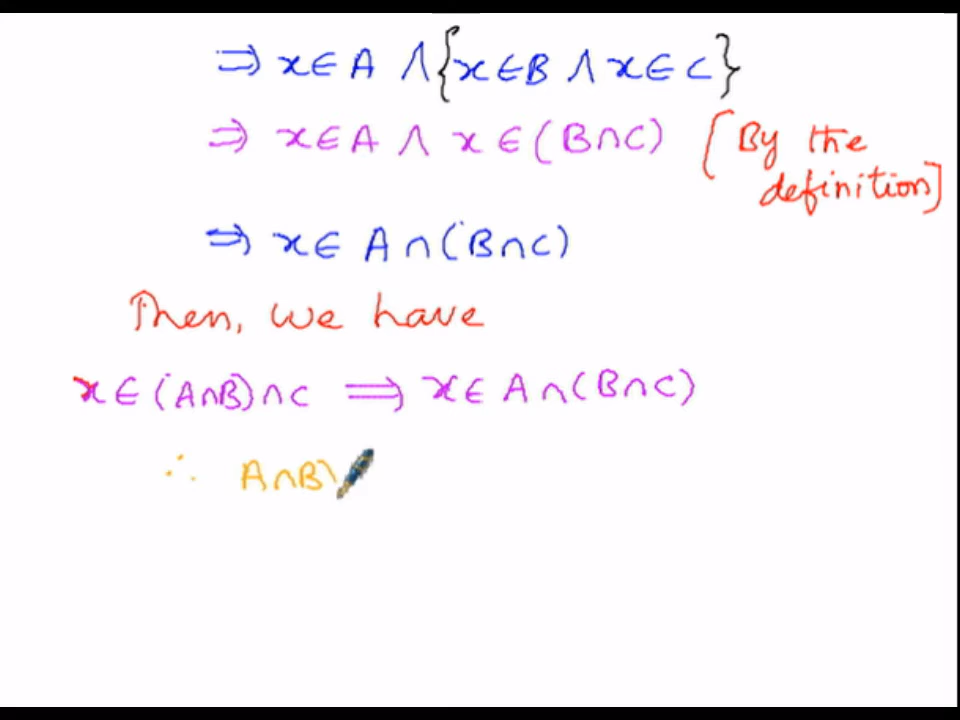 ⇒ x∈A ∧ {x∈B ∧ x∈C}
⇒ x∈A ∧ x∈(B∩C) [By the
definition]
⇒ x∈ A∩(B∩C)
Then, we have
x∈(A∩B)∩C ⇒ x∈ A∩(B∩C)
∴ A∩B)